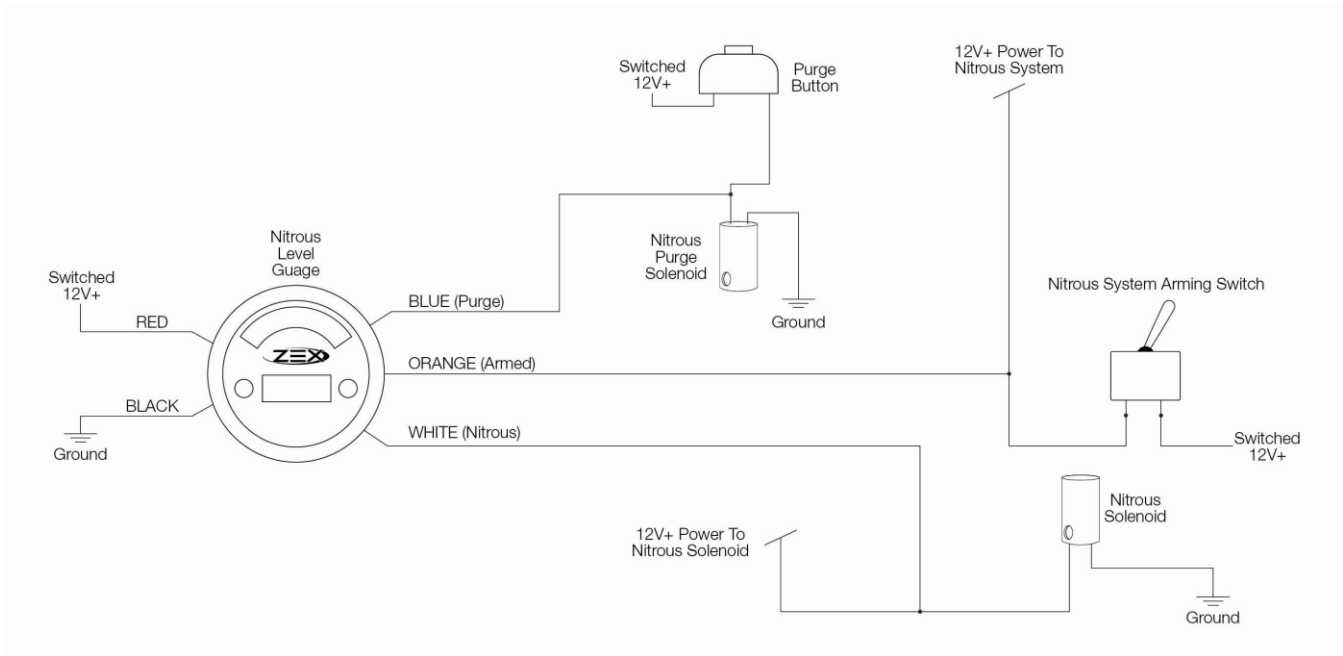 12V+ Power To
Nitrous System
Switched
12V+
Purge
Button
Nitrous
Level
Guage
Nitrous
Purge
Solenoid
Ground
Switched
12V+
RED
BLACK
Ground
ZEX
BLUE (Purge)
ORANGE (Armed)
WHITE (Nitrous)
Nitrous System Arming Switch
Switched
12V+
Nitrous
Solenoid
12V+ Power To
Nitrous Solenoid
Ground